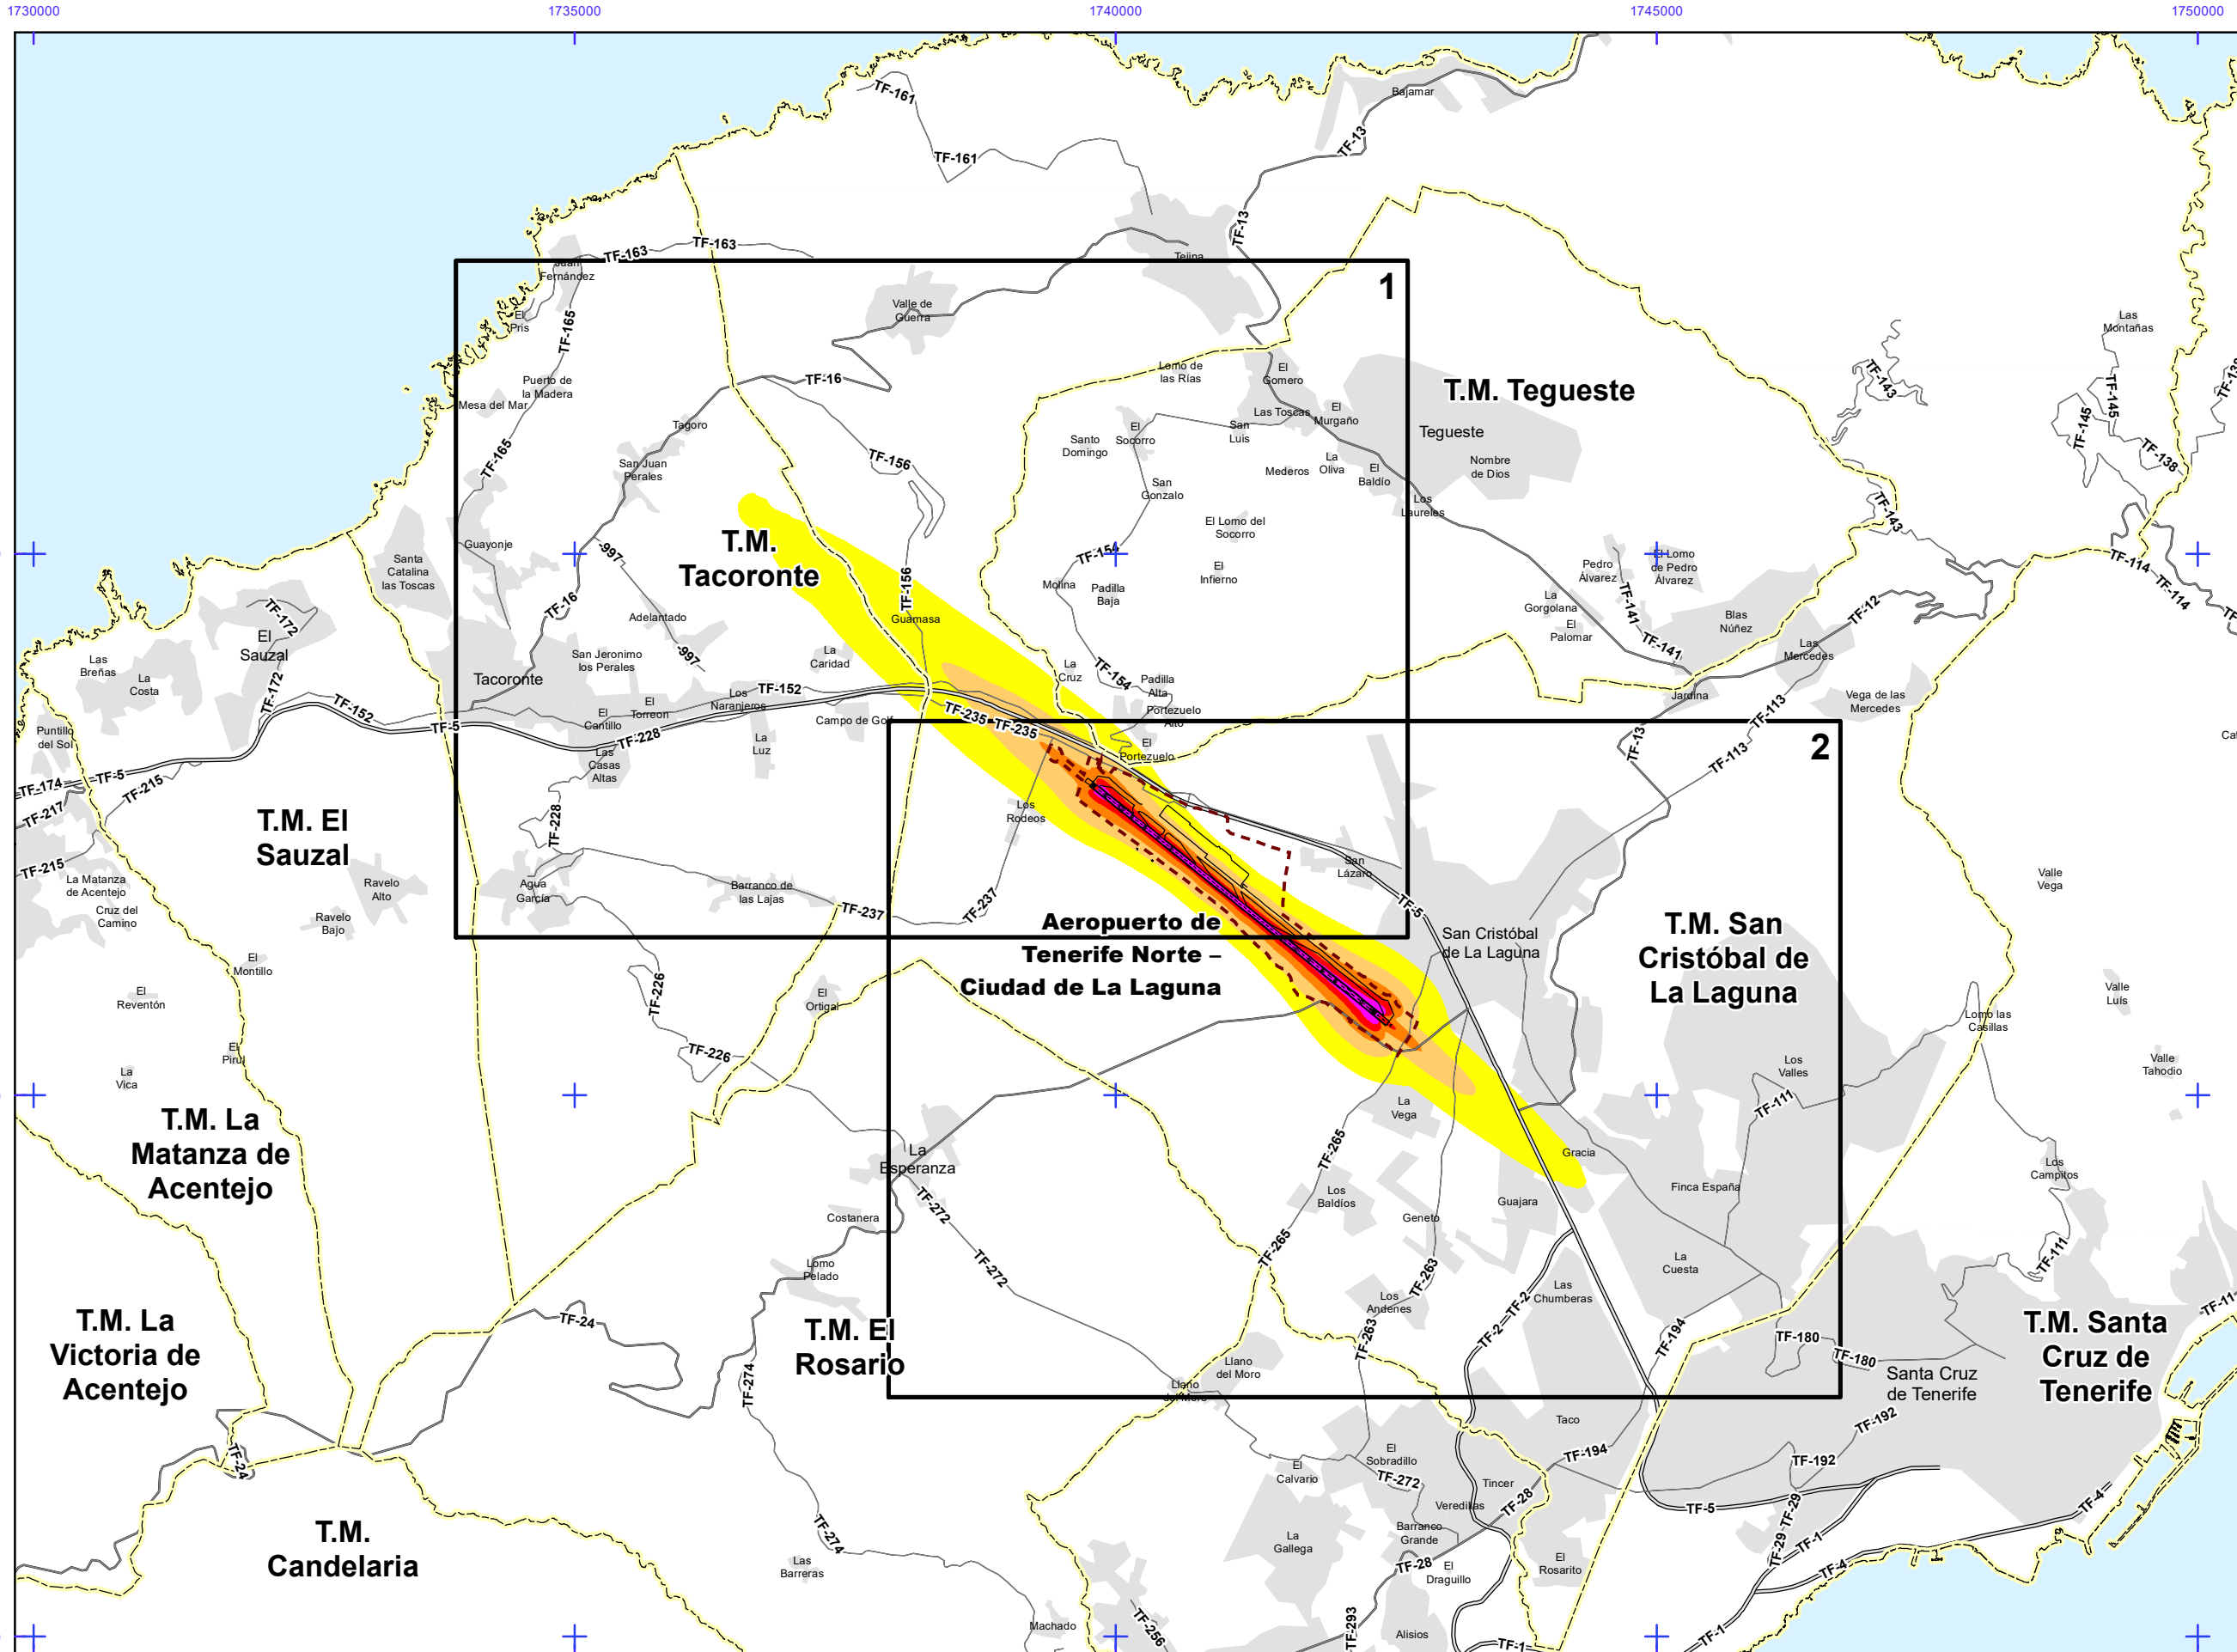 1730000
1735000
1740000
1745000
1750000
TF-161
Bajamar
TF-13
TF-161
TF-13
TF-163
TF-163
Tejina
Juan
Fernández
1
El
Pris
TF-165
Valle de
Guerra
Las
Montañas
Lomo de
las Rías
El
Gomero
TF-143
Puerto de
la Madera
TF-16
T.M. Tegueste
TF-145
Mesa del Mar
Las Toscas
El
Murgaño
TF-145
Tagoro
San
Luis
El
Socorro
Santo
Domingo
Tegueste
TF-165
San Juan
Perales
TF-156
Mederos
La
Oliva
El
Baldío
Nombre
de Dios
TF-138
San
Gonzalo
Los
Laureles
TF-143
El Lomo del
Socorro
T.M.
Tacoronte
Guayonje
Santa
Catalina
las Toscas
-997-
TF-154
El
Infierno
Molina
Padilla
Baja
Pedro
Álvarez
El Lomo
de Pedro
Álvarez
TF-114
TF-114
TF-156
TF-16
La
Gorgolana
El
Palomar
TF-141
TF-141
Blas
Núñez
TF-12
Las
Mercedes
TF-172
El
Sauzal
Adelantado
Guamasa
-997-
Las
Breñas
La
Costa
TF-172
San Jeronimo
los Perales
La
Caridad
La
Cruz
TF-154
Padilla
Alta
Portezuelo
Alto
Jardina
Vega de las
Mercedes
Tacoronte
TF-152
TF-152
Los
Naranjeros
El
Torreon
El
Cantillo
Campo de Golf
TF-235
TF-235
TF-113
TF-113
TF-13
TF-5
TF-228
Puntillo
del Sol
La
Luz
Las
Casas
Altas
El
Portezuelo
2
TF-174
TF-5
TF-215
TF-217
T.M. El
Sauzal
TF-228
Los
Rodeos
TF-215
La Matanza
de Acentejo
Cruz del
Camino
Ravelo
Alto
Ravelo
Bajo
Agua
García
Barranco de
las Lajas
TF-237
TF-237
San
Lázaro
TF-5
Valle
Vega
Aeropuerto de
Tenerife Norte –
Ciudad de La Laguna
San Cristóbal
de La Laguna
T.M. San
Cristóbal de
La Laguna
El
Montillo
El
Reventón
TF-226
El
Ortigal
Valle
Luís
Lomo las
Casillas
El
Pirul
La
Vica
TF-226
Los
Valles
Valle
Tahodio
T.M. La
Matanza de
Acentejo
La
Vega
TF-111
La
Esperanza
TF-265
Gracia
Los
Campitos
TF-272
Costanera
Los
Baldíos
Geneto
Guajara
Finca España
TF-265
TF-272
Lomo
Pelado
TF-263
La
Cuesta
TF-111
Los
Andenes
Las
Chumberas
TF-2
TF-2
T.M. La
Victoria de
Acentejo
TF-24
T.M. El
Rosario
TF-263
TF-194
TF-180
TF-180
T.M. Santa
Cruz de
Tenerife
TF-274
Llano
del Moro
Llano
del Moro
Santa Cruz
de Tenerife
TF-24
Taco
TF-192
TF-192
El
Sobradillo
TF-194
El
Calvario
TF-272
Tincer
Veredillas
TF-28
TF-5
TF-29
TF-29
TF-4
T.M.
Candelaria
TF-274
La
Gallega
Barranco
Grande
TF-28
El
Draguillo
El
Rosarito
TF-1
TF-4
Las
Barreras
Machado
TF-256
TF-293
Alisios
TF-1
TF-1